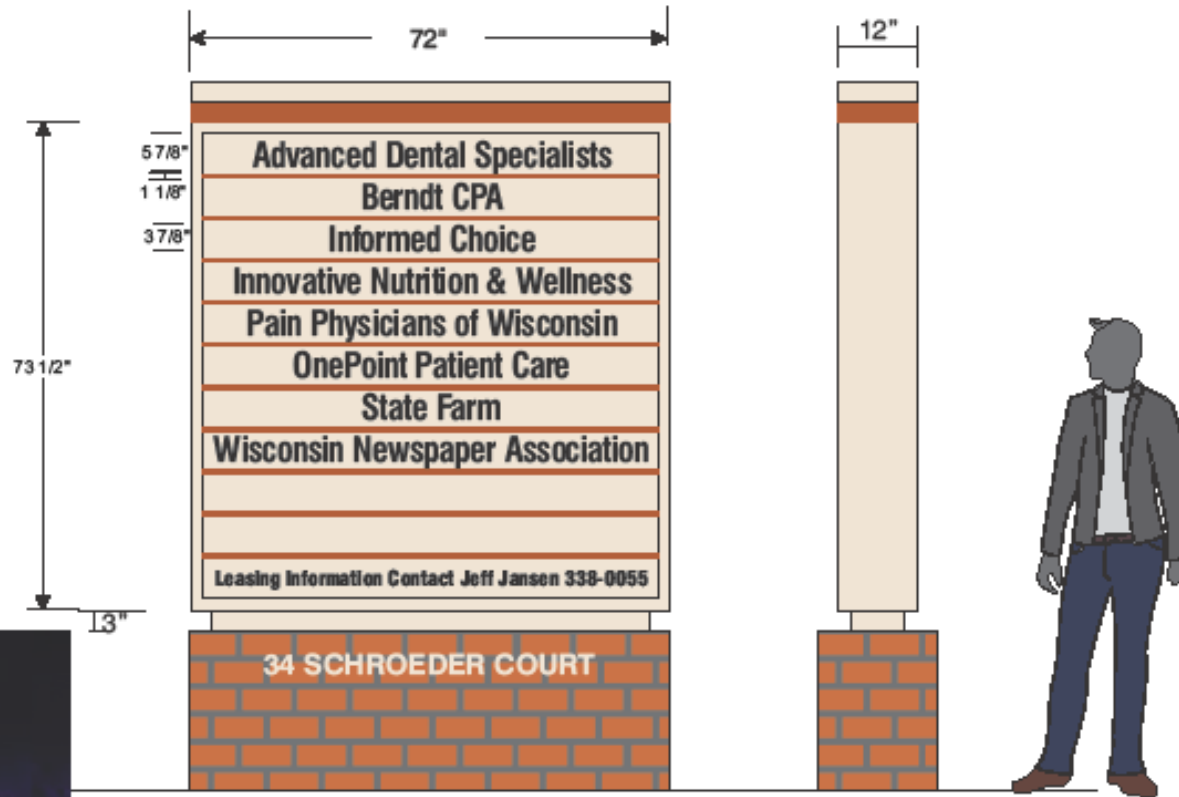 72"
12"
5 7/8"
Advanced Dental Specialists
1 1/8"
Berndt CPA
3 7/8"
Informed Choice
Innovative Nutrition & Wellness
Pain Physicians of Wisconsin
73 1/2"
OnePoint Patient Care
State Farm
Wisconsin Newspaper Association
Leasing Information Contact Jeff Jansen 338-0055
3"
34 SCHROEDER COURT